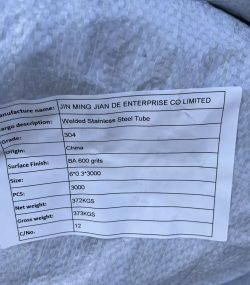 anufacture name: JIN MING JIAN DE ENTERPRISE CO LIMITED
argo description: Welded Stainless Steel Tube
Grade: 304
Origin: China
Surface Finish: BA 600 grits
Size: 6*0.3*3000
PCS: 3000
Net weight: 372KGS
Gross weight: 373KGS
C/No. 12